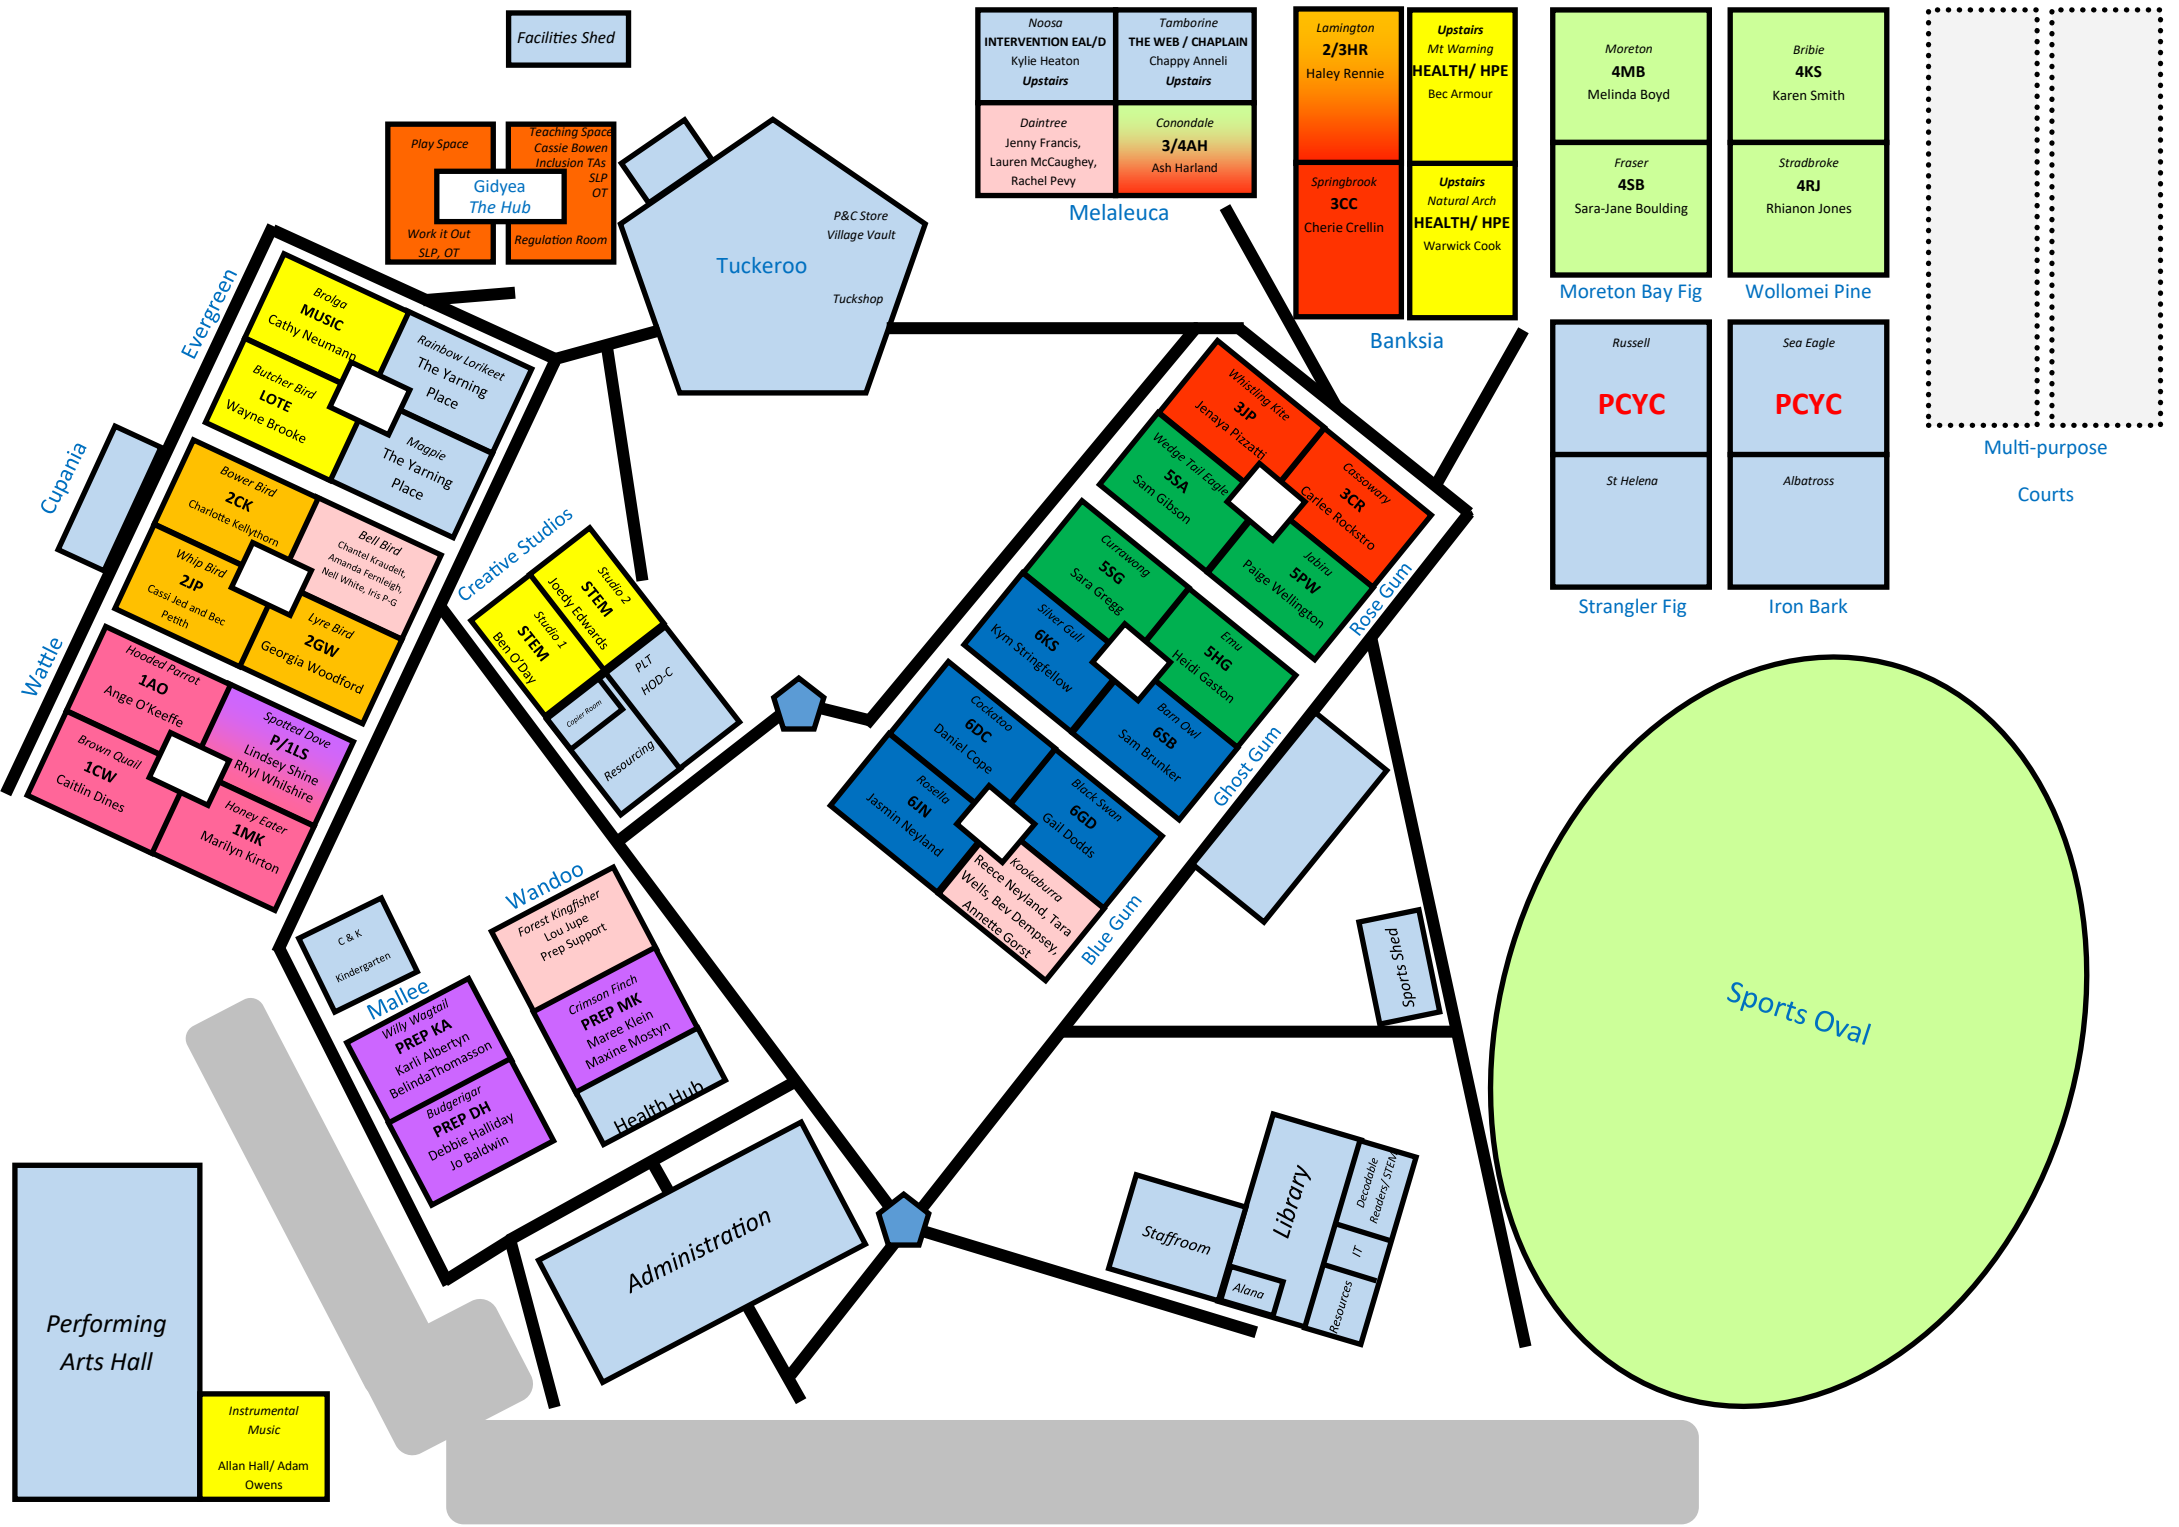 Facilities Shed
Noosa
INTERVENTION EAL/D
Kylie Heaton
Upstairs
Tamborine
THE WEB / CHAPLAIN
Chappy Anneli
Upstairs
Daintree
Jenny Francis,
Lauren McCaughey,
Rachel Pevy
Conondale
3/4AH
Ash Harland
Melaleuca
Lamington
2/3HR
Haley Rennie
Upstairs
Mt Warning
HEALTH/ HPE
Bec Armour
Springbrook
3CC
Cherie Crellin
Upstairs
Natural Arch
HEALTH/ HPE
Warwick Cook
Banksia
Moreton
4MB
Melinda Boyd
Fraser
4SB
Sara-Jane Boulding
Moreton Bay Fig
Bribie
4KS
Karen Smith
Stradbroke
4RJ
Rhianon Jones
Wollomei Pine
Russell
PCYC
St Helena
Strangler Fig
Sea Eagle
PCYC
Albatross
Iron Bark
Multi-purpose
Courts
Play Space
Work it Out
SLP, OT
Teaching Space
Cassie Bowen
Inclusion TAs
SLP
OT
Regulation Room
Gidyea
The Hub
P&C Store
Village Vault
Tuckeroo
Tuckshop
Evergreen
Brolga
MUSIC
Cathy Neumann
Rainbow Lorikeet
The Yarning
Place
Butcher Bird
LOTE
Wayne Brooke
Magpie
The Yarning
Place
Cupania
Bower Bird
2CK
Charlotte Kellythorn
Bell Bird
Chantel Kraudelt,
Amanda Fernleigh,
Nell White, Iris P-G
Whip Bird
2JP
Cassi Jed and Bec
Petith
Lyre Bird
2GW
Georgia Woodford
Wattle
Hooded Parrot
1AO
Ange O'Keeffe
Spotted Dove
P/1LS
Lindsey Shine
Rhyl Whilshire
Brown Quail
1CW
Caitlin Dines
Honey Eater
1MK
Marilyn Kirton
Creative Studios
Studio 2
STEM
Joedy Edwards
Studio 1
STEM
Ben O'Day
PLT
HOD-C
Copier Room
Resourcing
Whistling Kite
3JP
Jenaya Pizzatti
Cassowary
3CR
Carlee Rockstro
Wedge Tail Eagle
5SA
Sam Gibson
Jabiru
5PW
Paige Wellington
Rose Gum
Currawong
5SG
Sara Gregg
Emu
5HG
Heidi Gaston
Silver Gull
6KS
Kym Stringfellow
Barn Owl
6SB
Sam Brunker
Ghost Gum
Cockatoo
6DC
Daniel Cope
Black Swan
6GD
Gail Dodds
Rosella
6JN
Jasmin Neyland
Kookaburra
Reece Neyland, Tara
Wells, Bev Dempsey,
Annette Gorst
Blue Gum
C & K
Kindergarten
Mallee
Willy Wagtail
PREP KA
Karli Albertyn
BelindaThomasson
Budgerigar
PREP DH
Debbie Halliday
Jo Baldwin
Wandoo
Forest Kingfisher
Lou Jupe
Prep Support
Crimson Finch
PREP MK
Maree Klein
Maxine Mostyn
Health Hub
Administration
Sports Shed
Sports Oval
Staffroom
Library
Alana
Decodable
Readers/ STEM
IT
Resources
Performing
Arts Hall
Instrumental
Music
Allan Hall/ Adam
Owens